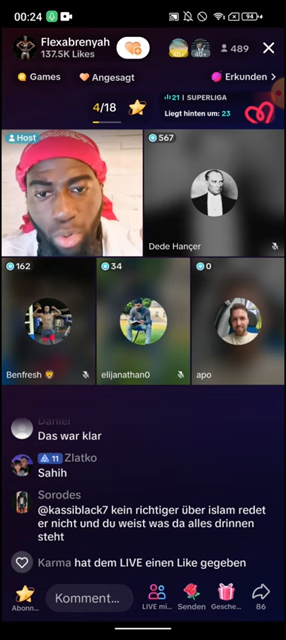 00:24
94
Flexabrenyah
137.5K Likes
489
Games
Angesagt
Erkunden
4/18
21 | SUPERLIGA
Liegt hinten um: 23
Host
567
Dede Hançer
162
34
0
Benfresh
elijanathan0
apo
Daniel
Das war klar
11 Zlatko
Sahih
Sorodes
@kassiblack7 kein richtiger über islam redet
er nicht und du weist was da alles drinnen
steht
Karma hat dem LIVE einen Like gegeben
Abonn...
Komment...
LIVE mi...
Senden
Gesche...
86